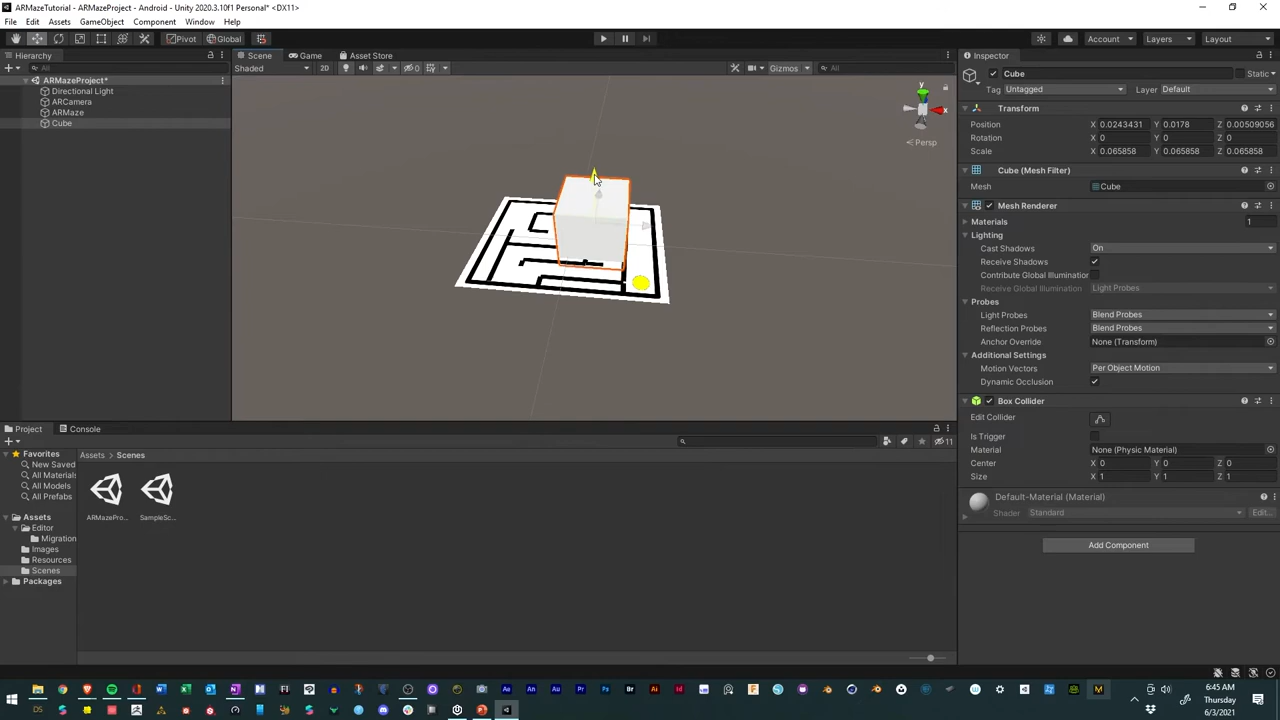 ARMazeTutorial - ARMazeProject - Android - Unity 2020.3.10f1 Personal* <DX11>
File Edit Assets GameObject Component Window Help
Pivot Global Account Layers Layout
Hierarchy Scene Game Asset Store Inspector
All Shaded 2D 0 Gizmos All Cube Static
ARMazeProject* Tag Untagged Layer Default
Directional Light
ARCamera
ARMaze
Cube
y
x
Persp
Transform
Position X 0.0243431 Y 0.0178 Z 0.00509056
Rotation X 0 Y 0 Z 0
Scale X 0.065858 Y 0.065858 Z 0.065858
Cube (Mesh Filter)
Mesh Cube
Mesh Renderer
Materials 1
Lighting
Cast Shadows On
Receive Shadows
Contribute Global Illumination
Receive Global Illumination Light Probes
Probes
Light Probes Blend Probes
Reflection Probes Blend Probes
Anchor Override None (Transform)
Additional Settings
Motion Vectors Per Object Motion
Dynamic Occlusion
Box Collider
Edit Collider
Is Trigger
Material None (Physic Material)
Center X 0 Y 0 Z 0
Size X 1 Y 1 Z 1
Default-Material (Material)
Shader Standard Edit...
Add Component
Project Console
11
Favorites
New Saved
All Materials
All Models
All Prefabs
Assets
Editor
Migration
Images
Resources
Scenes
Packages
Assets > Scenes
ARMazePro... SampleSc...
6:45 AM
Thursday
6/3/2021